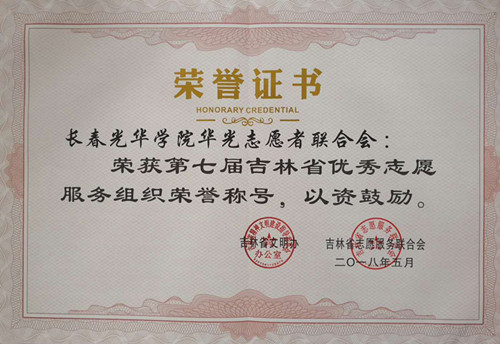 荣誉证书
HONORARY CREDENTIAL
长春光华学院华光志愿者联合会：
荣获第七届吉林省优秀志愿
服务组织荣誉称号，以资鼓励。
吉林省文明办 吉林省志愿服务联合会
办公室
二〇一八年五月